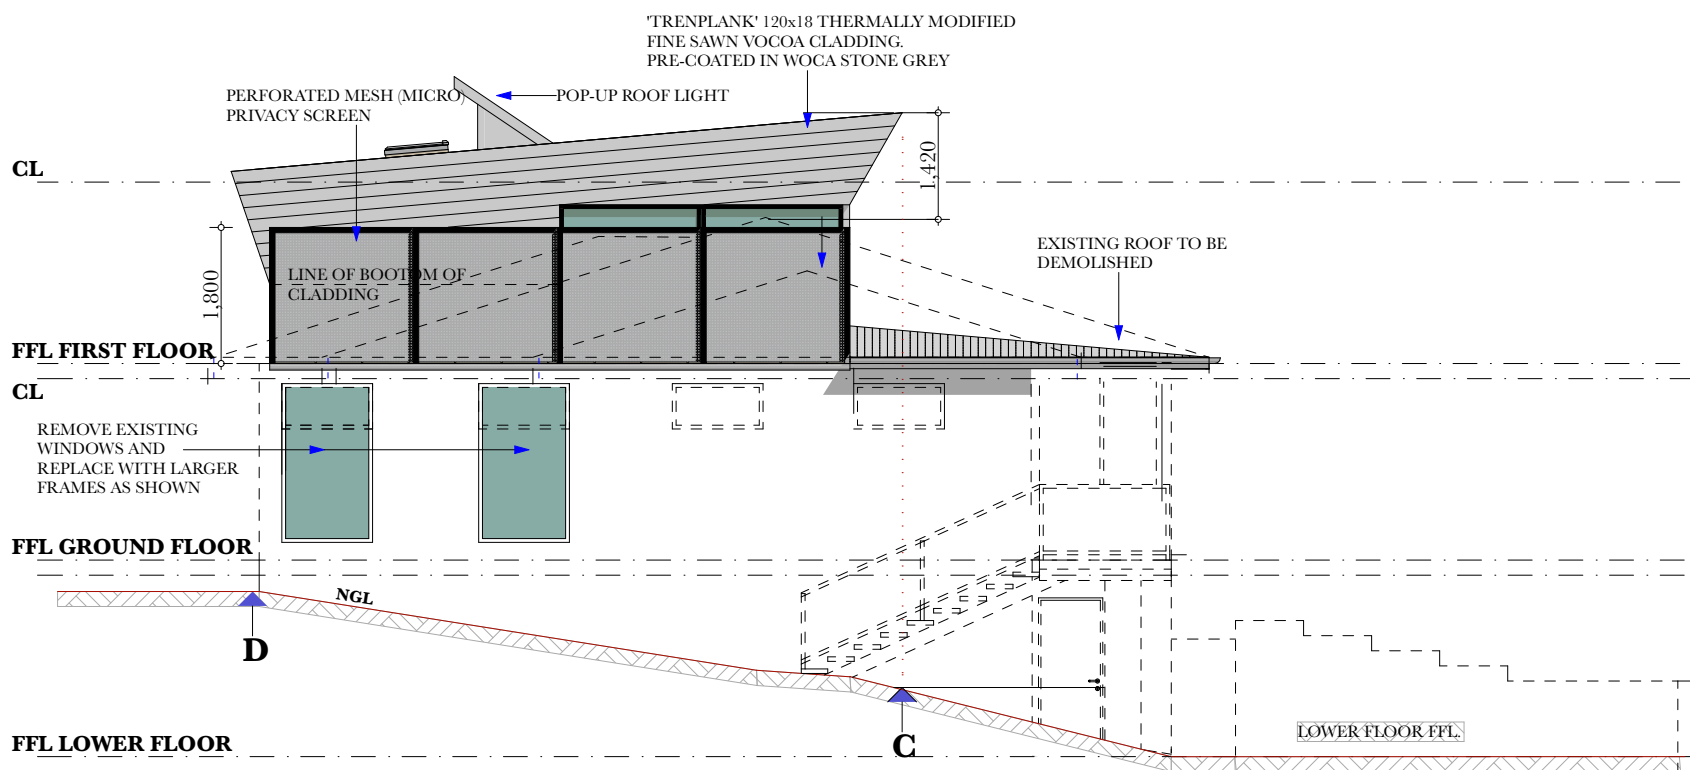 'TRENPLANK' 120x18 THERMALLY MODIFIED
FINE SAWN VOCOA CLADDING.
PRE-COATED IN WOCA STONE GREY
PERFORATED MESH (MICRO)
PRIVACY SCREEN
POP-UP ROOF LIGHT
CL
1,420
EXISTING ROOF TO BE
DEMOLISHED
LINE OF BOOTOM OF
CLADDING
1,800
FFL FIRST FLOOR
CL
REMOVE EXISTING
WINDOWS AND
REPLACE WITH LARGER
FRAMES AS SHOWN
FFL GROUND FLOOR
NGL
D
C
LOWER FLOOR FFL.
FFL LOWER FLOOR